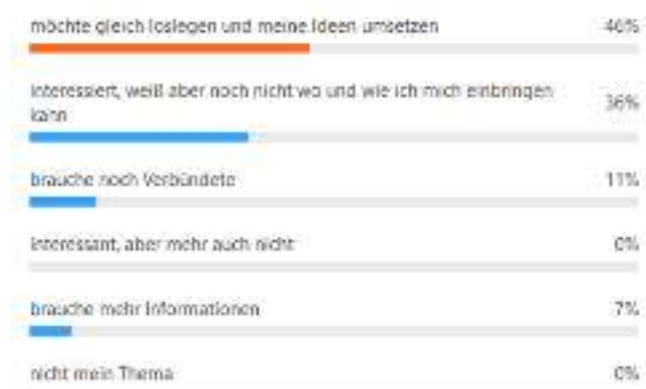 möchte gleich loslegen und meine Ideen umsetzen 46%
interessiert, weiß aber noch nicht wo und wie ich mich einbringen
kann 36%
brauche noch Verbündete 11%
interessant, aber mehr auch nicht 0%
brauche mehr Informationen 7%
nicht mein Thema 0%